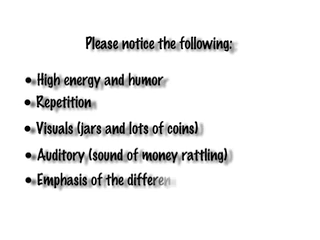 Please notice the following:
• High energy and humor
• Repetition
• Visuals (jars and lots of coins)
• Auditory (sound of money rattling)
• Emphasis of the differen